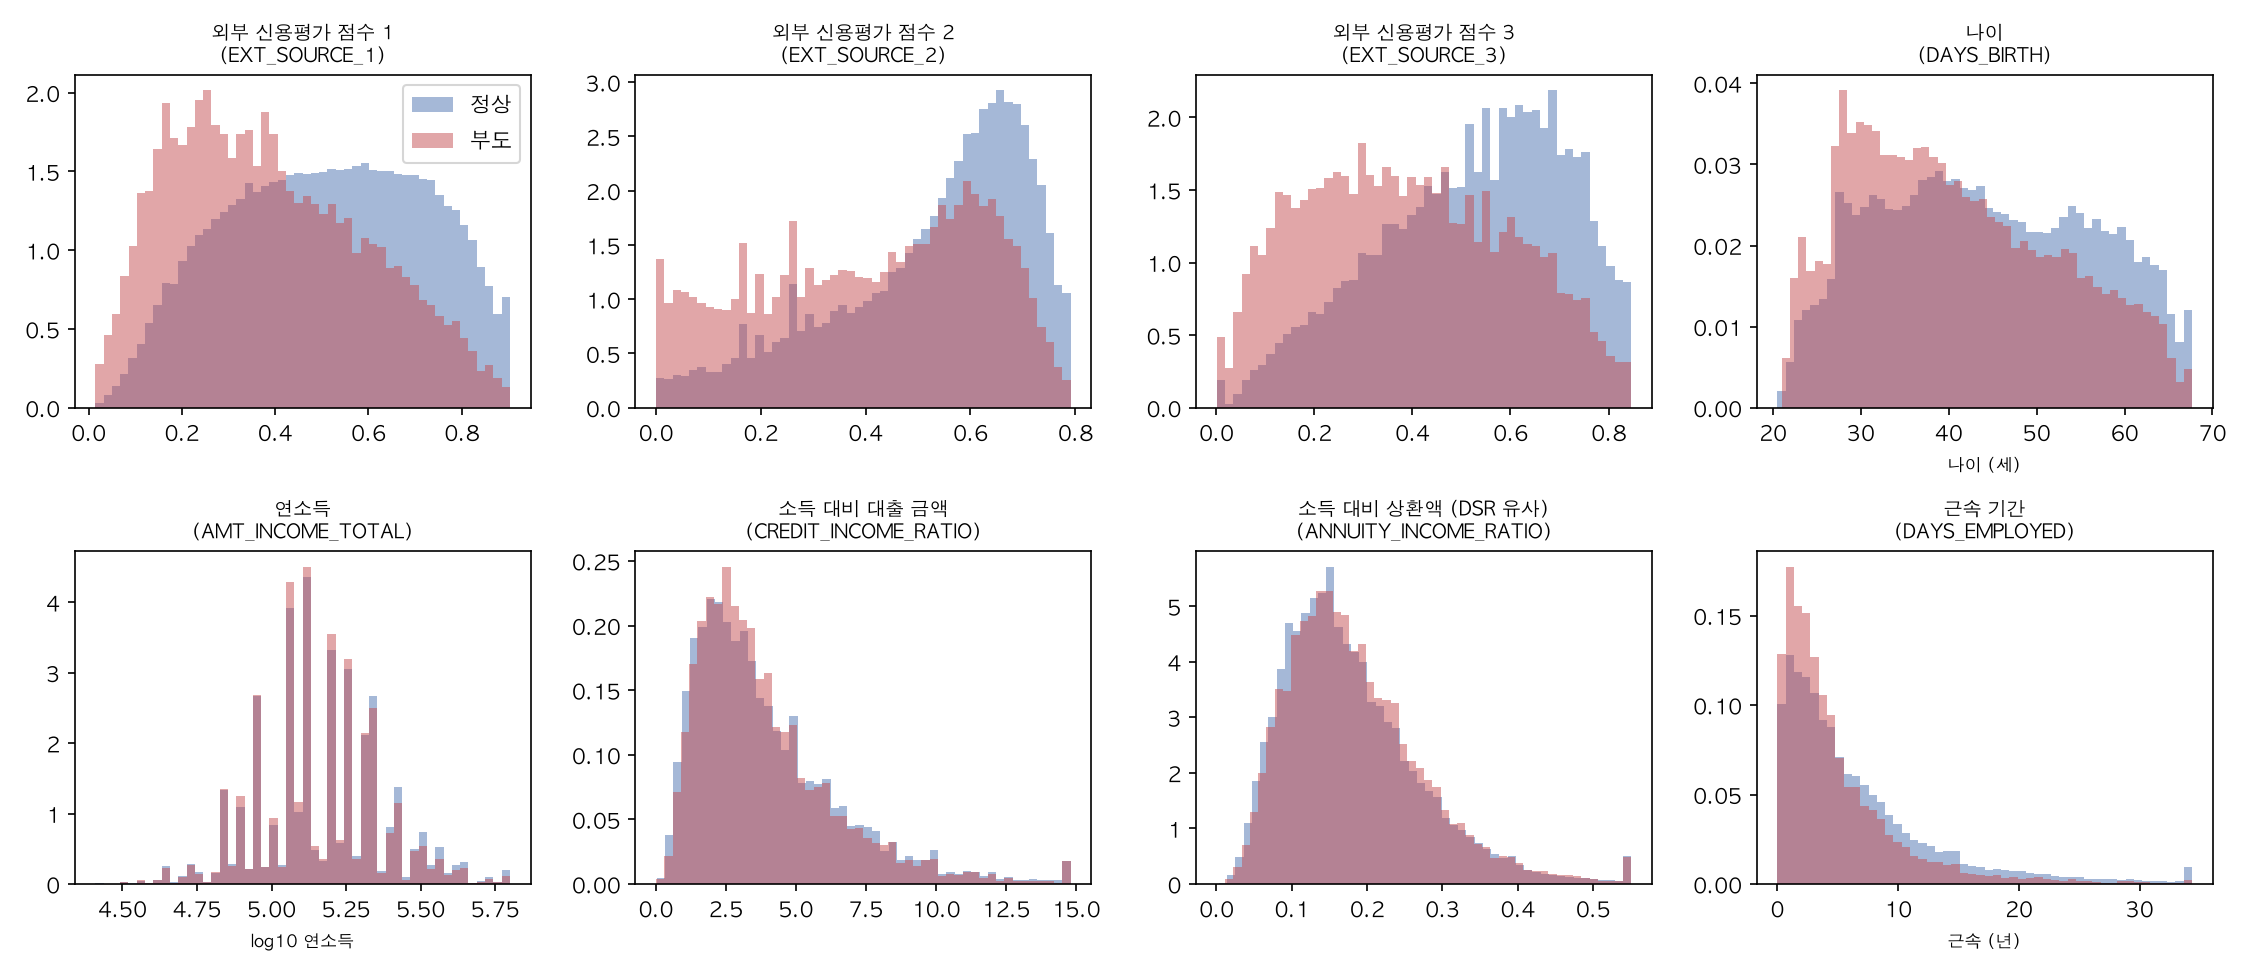 외부 신용평가 점수 1
(EXT_SOURCE_1)
정상
부도
2.0
1.5
1.0
0.5
0.0
0.0 0.2 0.4 0.6 0.8
외부 신용평가 점수 2
(EXT_SOURCE_2)
3.0
2.5
2.0
1.5
1.0
0.5
0.0
0.0 0.2 0.4 0.6 0.8
외부 신용평가 점수 3
(EXT_SOURCE_3)
2.0
1.5
1.0
0.5
0.0
0.0 0.2 0.4 0.6 0.8
나이
(DAYS_BIRTH)
0.04
0.03
0.02
0.01
0.00
20 30 40 50 60 70
나이 (세)
연소득
(AMT_INCOME_TOTAL)
4
3
2
1
0
4.50 4.75 5.00 5.25 5.50 5.75
log10 연소득
소득 대비 대출 금액
(CREDIT_INCOME_RATIO)
0.25
0.20
0.15
0.10
0.05
0.00
0.0 2.5 5.0 7.5 10.0 12.5 15.0
소득 대비 상환액 (DSR 유사)
(ANNUITY_INCOME_RATIO)
5
4
3
2
1
0
0.0 0.1 0.2 0.3 0.4 0.5
근속 기간
(DAYS_EMPLOYED)
0.15
0.10
0.05
0.00
0 10 20 30
근속 (년)